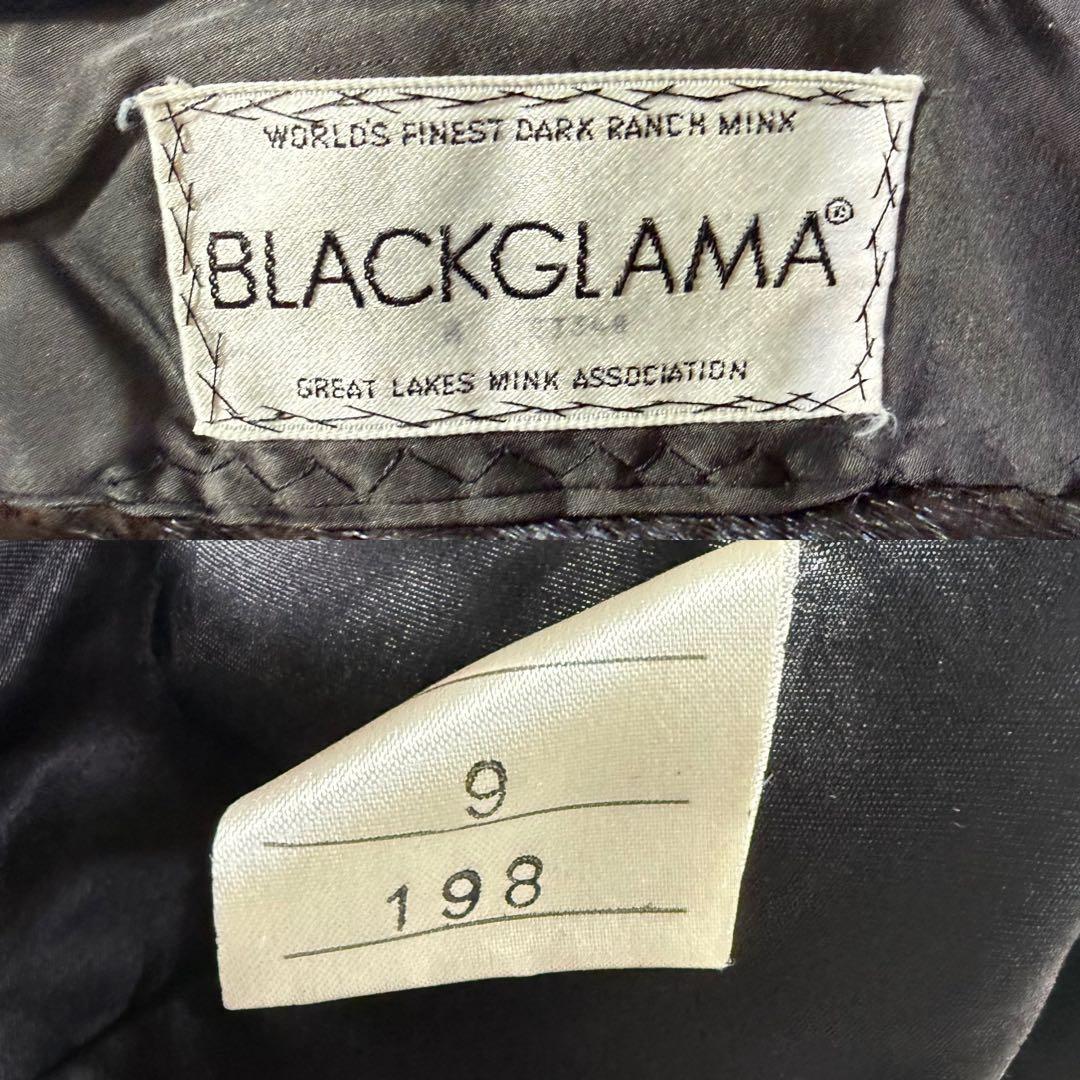 WORLD'S FINEST DARK RANCH MINK
BLACKGLAMA®
GREAT LAKES MINK ASSOCIATION
9
198